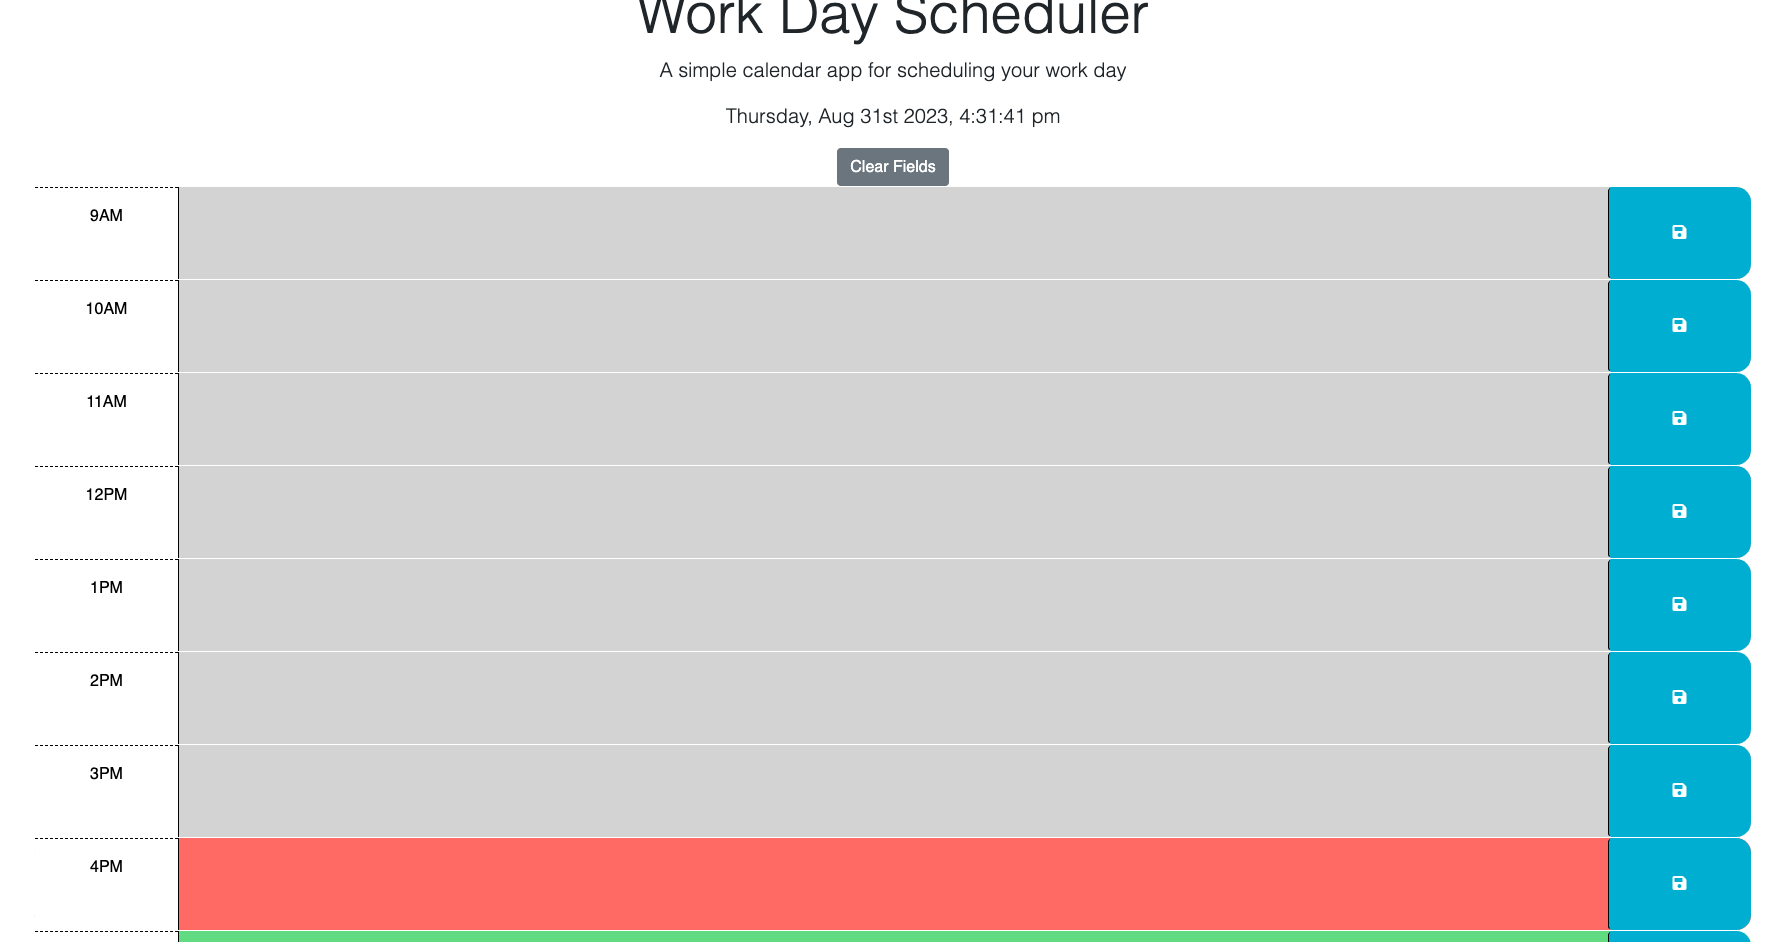 Work Day Scheduler
A simple calendar app for scheduling your work day
Thursday, Aug 31st 2023, 4:31:41 pm
Clear Fields
9AM
10AM
11AM
12PM
1PM
2PM
3PM
4PM